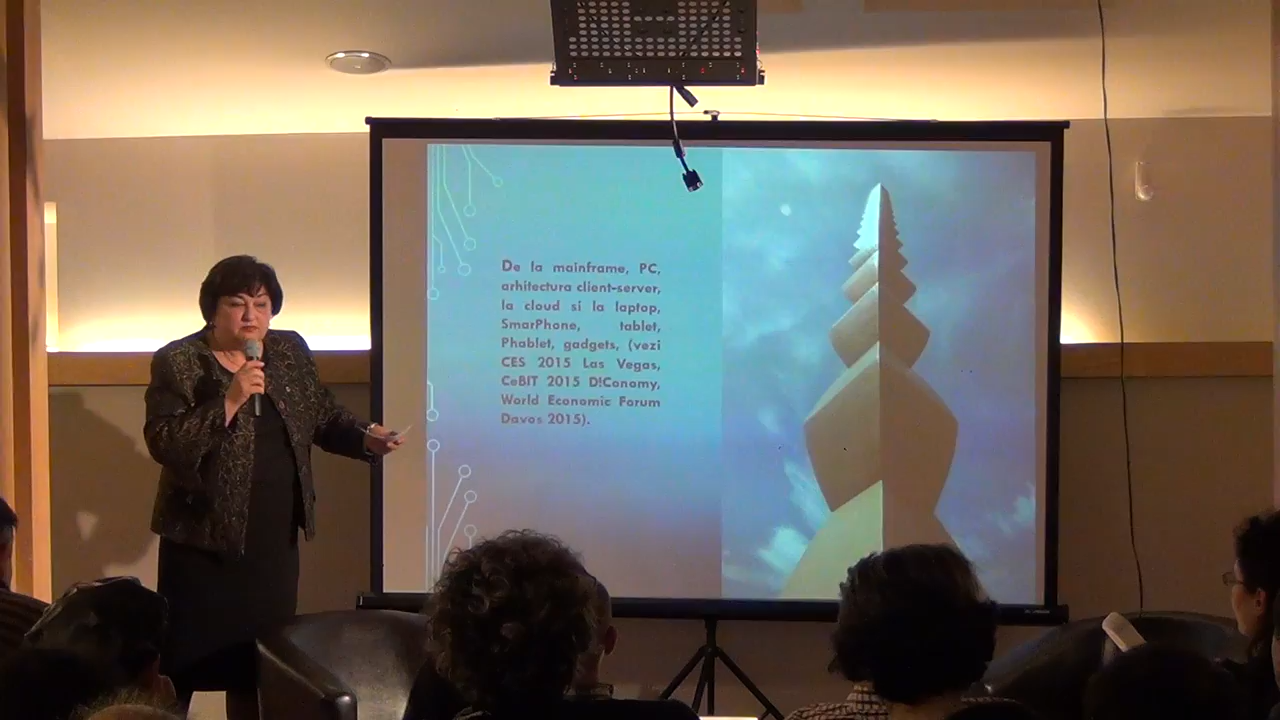 De la mainframe, PC,
arhitectura client-server,
la cloud si la laptop,
SmarPhone, tablet,
Phablet, gadgets, (vezi
CES 2015 Las Vegas,
CeBIT 2015 D!Conomy,
World Economic Forum
Davos 2015).